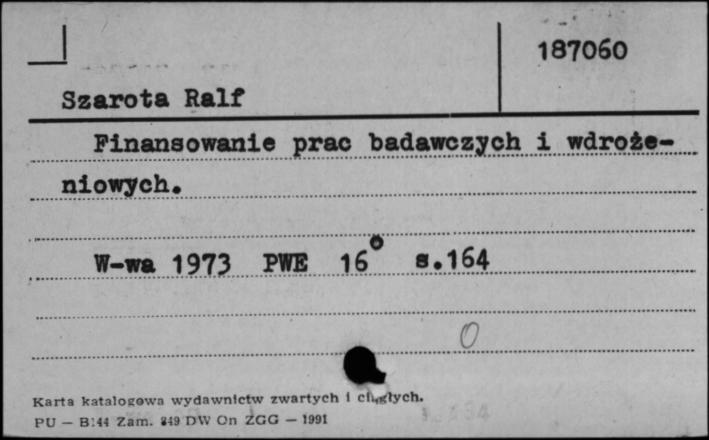 187060
Szarota Ralf
Finansowanie prac badawczych i wdroże-
niowych.
W-wa 1973 PWE 16° s.164
0
Karta katalogowa wydawnictw zwartych i ciągłych.
PU — B144 Zam. 849 DW On ZGG — 1991